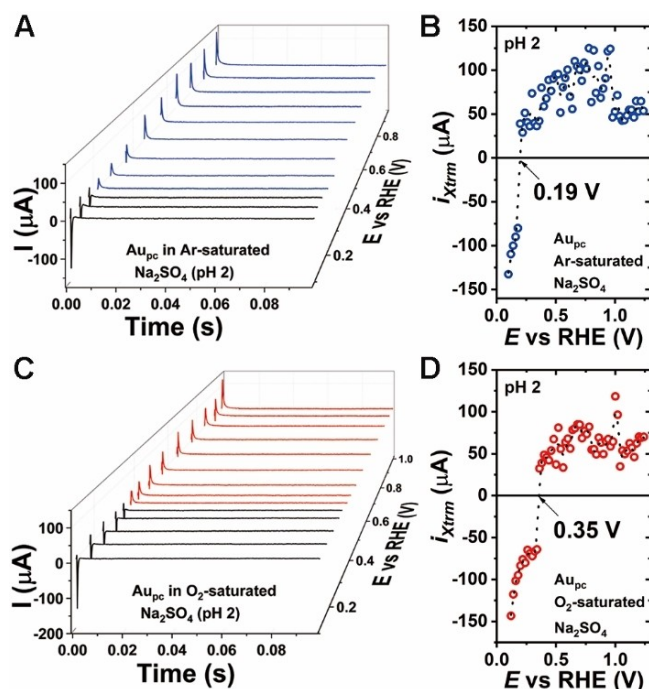 A
I (μA)
100
0
-100
0.00
0.02
0.04
0.06
0.08
Time (s)
0.2
0.4
0.6
0.8
E vs RHE (V)
Au_pc in Ar-saturated
Na₂SO₄ (pH 2)
B
pH 2
i_Xtrm (μA)
150
100
50
0
-50
-100
-150
0.19 V
Au_pc
Ar-saturated
Na₂SO₄
0.0
0.5
1.0
E vs RHE (V)
C
I (μA)
100
0
-100
-200
0.00
0.02
0.04
0.06
0.08
Time (s)
0.2
0.4
0.6
0.8
1.0
E vs RHE (V)
Au_pc in O₂-saturated
Na₂SO₄ (pH 2)
D
pH 2
i_Xtrm (μA)
150
100
50
0
-50
-100
-150
0.35 V
Au_pc
O₂-saturated
Na₂SO₄
0.0
0.5
1.0
E vs RHE (V)